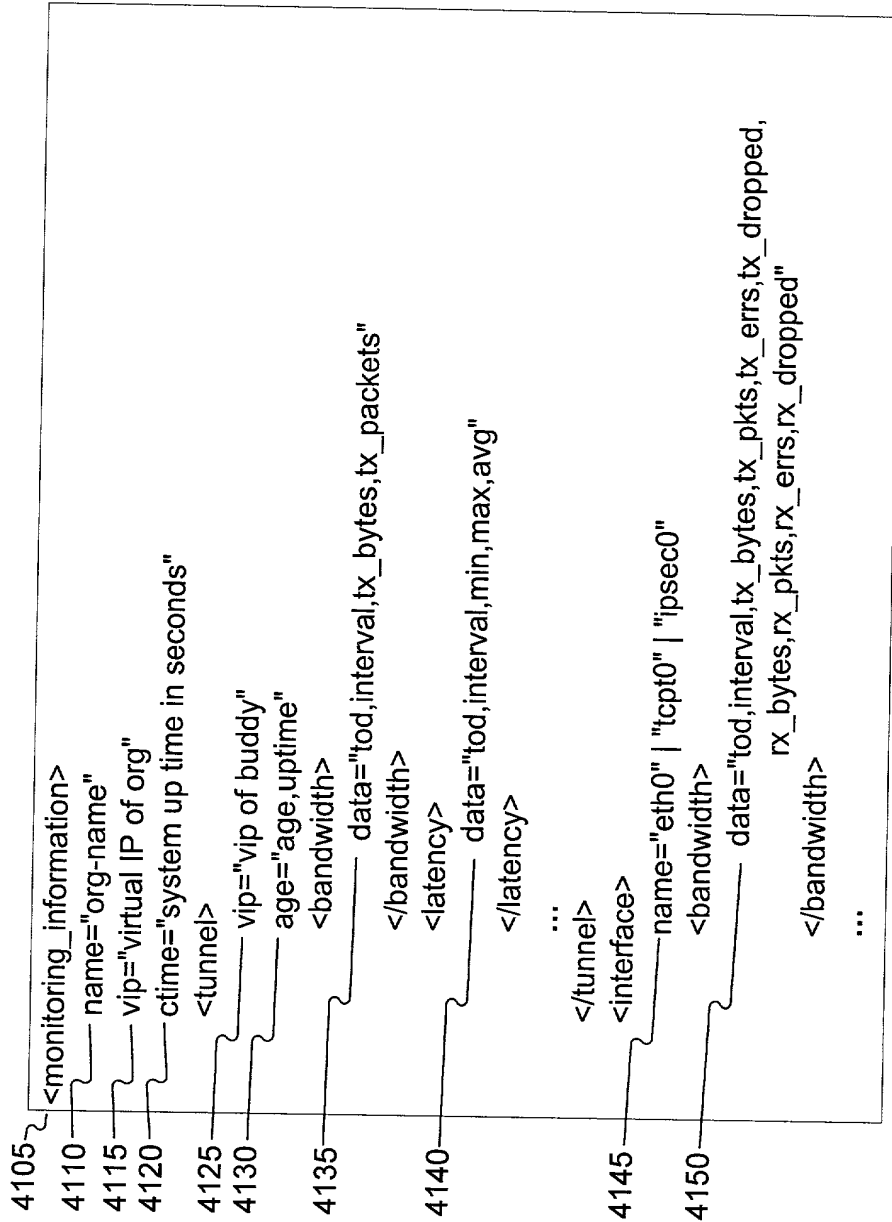 4105 <monitoring_information>
4110 name="org-name"
4115 vip="virtual IP of org"
4120 ctime="system up time in seconds"
<tunnel>
4125 vip="vip of buddy"
4130 age="age,uptime"
<bandwidth>
4135 data="tod,interval,tx_bytes,tx_packets"
</bandwidth>
<latency>
4140 data="tod,interval,min,max,avg"
</latency>
...
</tunnel>
<interface>
4145 name="eth0" | "tcpt0" | "ipsec0"
<bandwidth>
4150 data="tod,interval,tx_bytes,tx_pkts,tx_errs,tx_dropped,
rx_bytes,rx_pkts,rx_errs,rx_dropped"
</bandwidth>
...